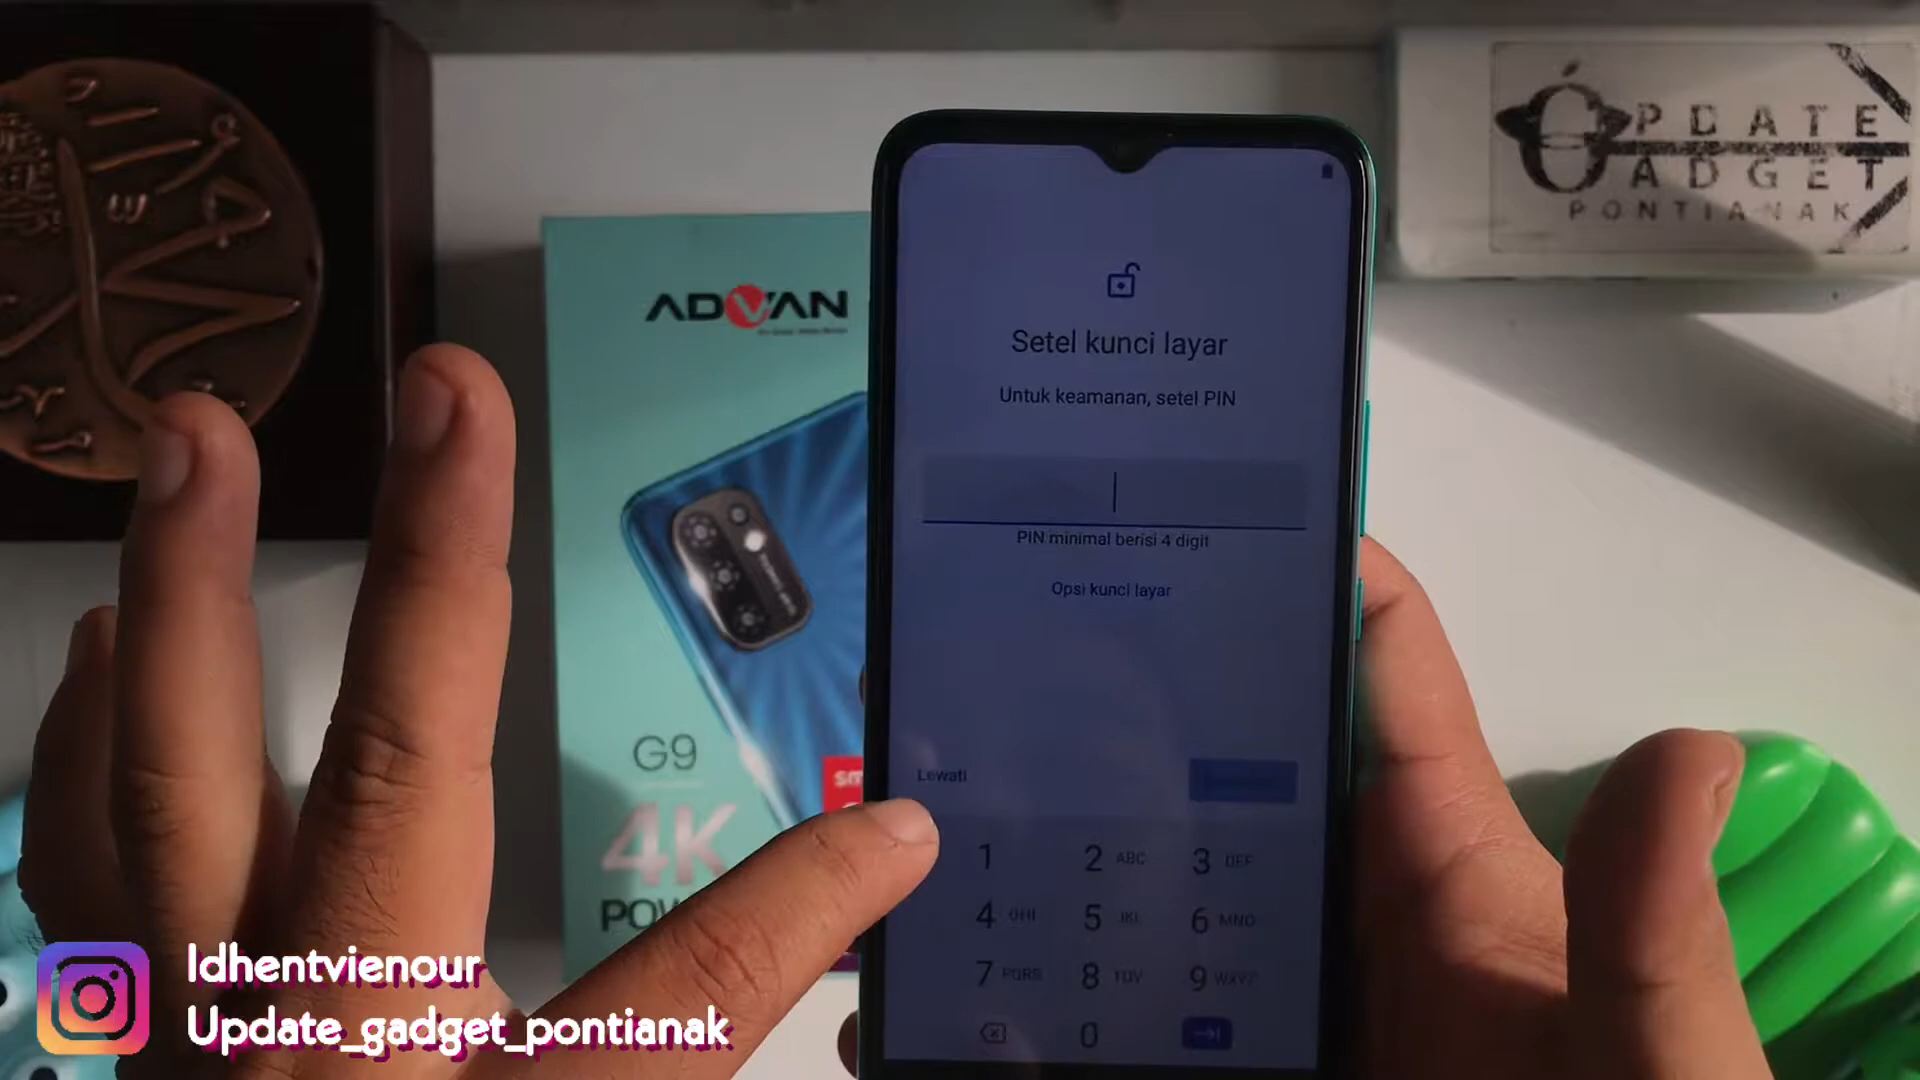 UPDATE
GADGET
PONTIANAK
ADVAN
Setel kunci layar
Untuk keamanan, setel PIN
PIN minimal berisi 4 digit
Opsi kunci layar
G9
4K
Lewati
1
2 ABC
3 DEF
4 GHI
5 JKL
6 MNO
7 PQRS
8 TUV
9 WXYZ
0
Idhentvienour
Update_gadget_pontianak